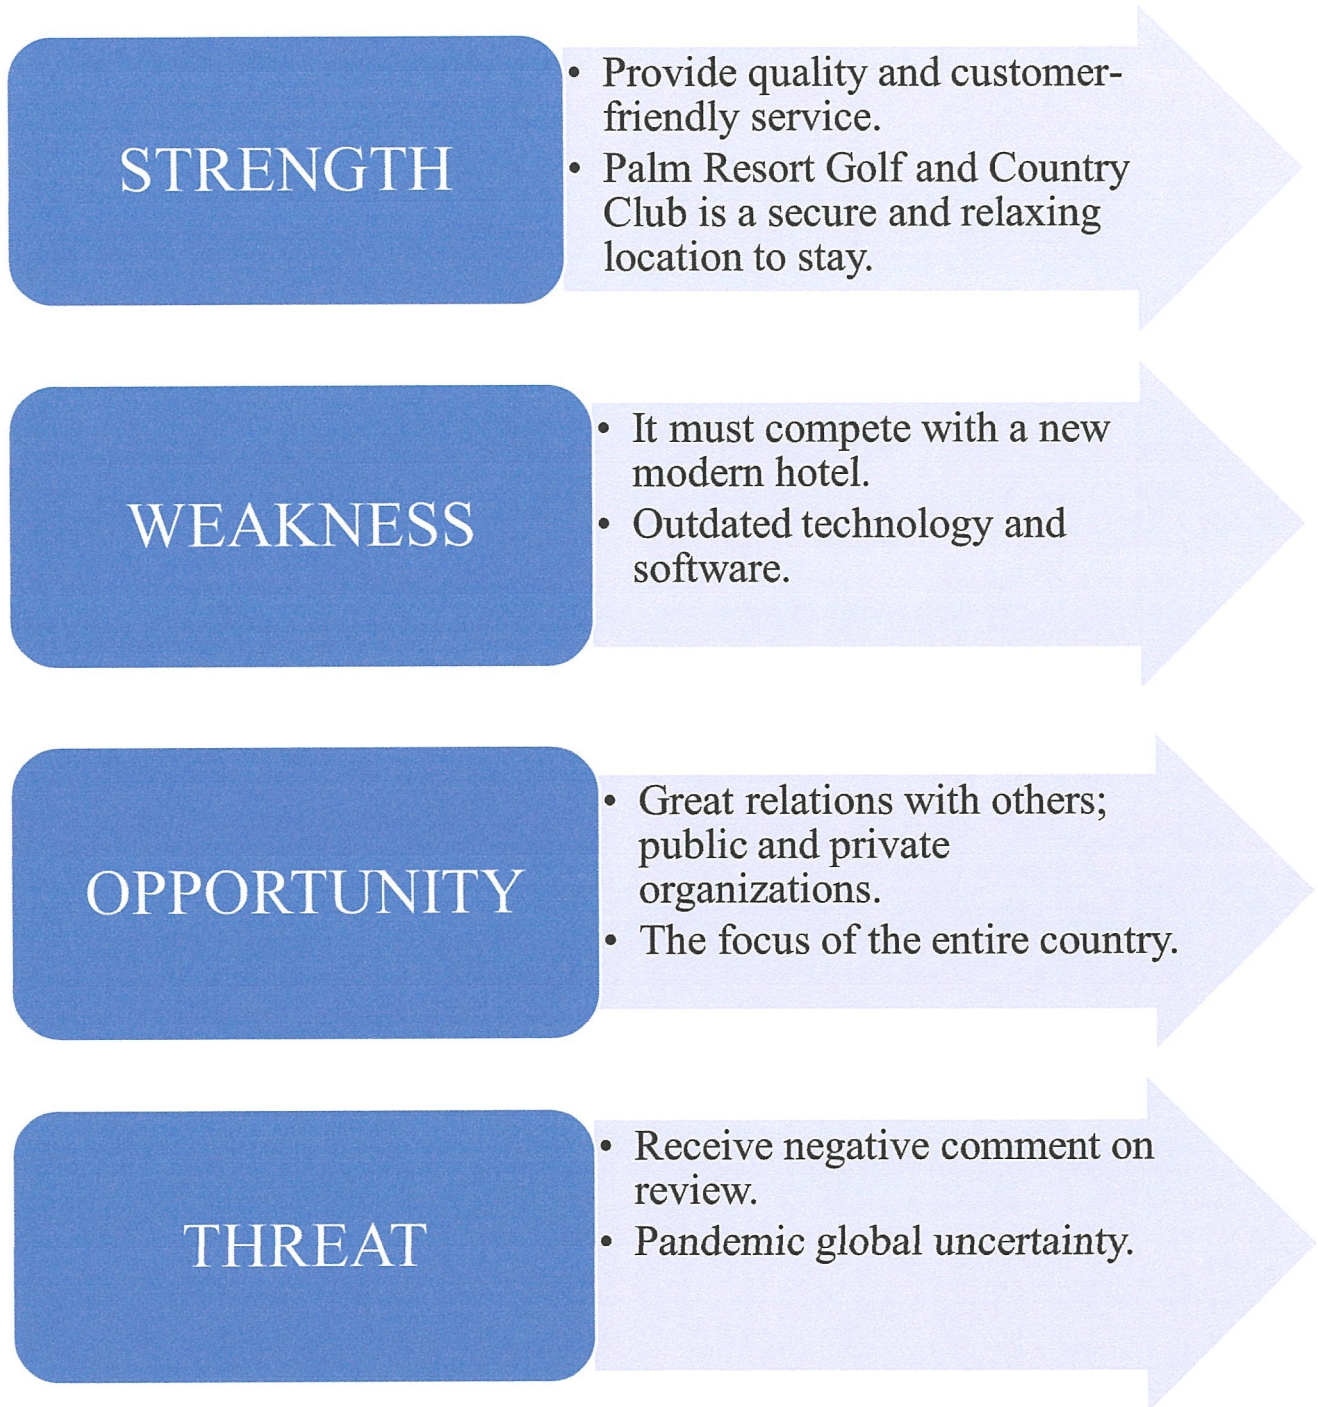 STRENGTH
• Provide quality and customer-
friendly service.
• Palm Resort Golf and Country
Club is a secure and relaxing
location to stay.
WEAKNESS
• It must compete with a new
modern hotel.
• Outdated technology and
software.
OPPORTUNITY
• Great relations with others;
public and private
organizations.
• The focus of the entire country.
THREAT
• Receive negative comment on
review.
• Pandemic global uncertainty.